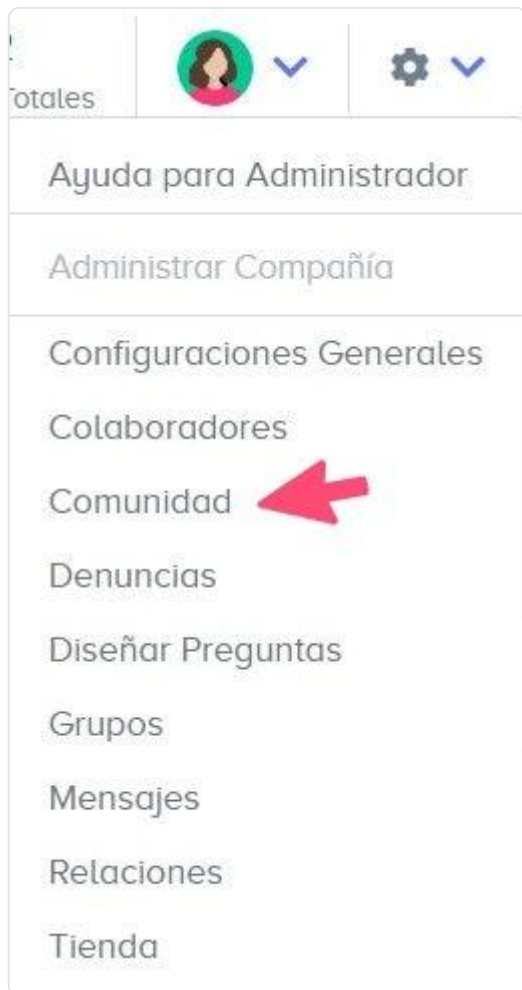 Totales
Ayuda para Administrador
Administrar Compañía
Configuraciones Generales
Colaboradores
Comunidad
Denuncias
Diseñar Preguntas
Grupos
Mensajes
Relaciones
Tienda